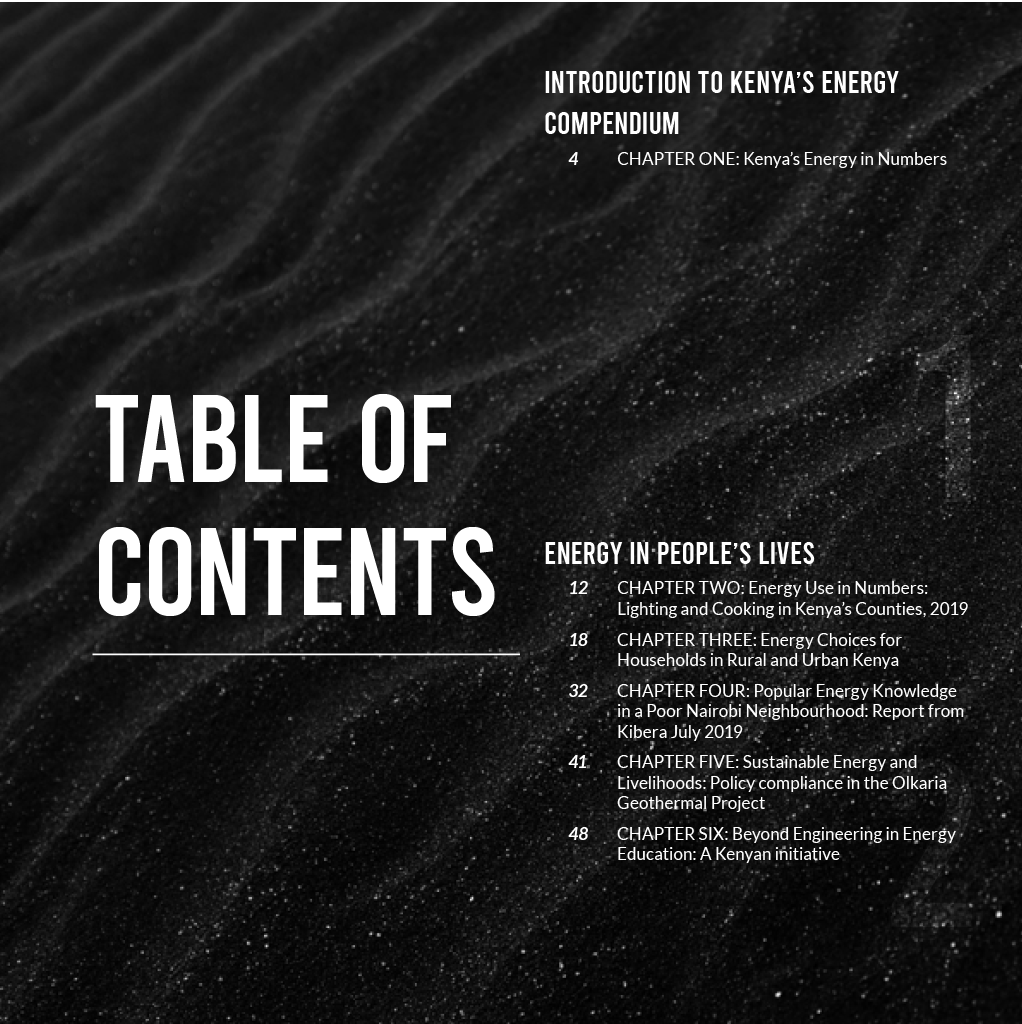 TABLE OF
CONTENTS
INTRODUCTION TO KENYA’S ENERGY
COMPENDIUM
4 CHAPTER ONE: Kenya’s Energy in Numbers
1
ENERGY IN PEOPLE’S LIVES
12 CHAPTER TWO: Energy Use in Numbers:
Lighting and Cooking in Kenya’s Counties, 2019
18 CHAPTER THREE: Energy Choices for
Households in Rural and Urban Kenya
32 CHAPTER FOUR: Popular Energy Knowledge
in a Poor Nairobi Neighbourhood: Report from
Kibera July 2019
41 CHAPTER FIVE: Sustainable Energy and
Livelihoods: Policy compliance in the Olkaria
Geothermal Project
48 CHAPTER SIX: Beyond Engineering in Energy
Education: A Kenyan initiative
2